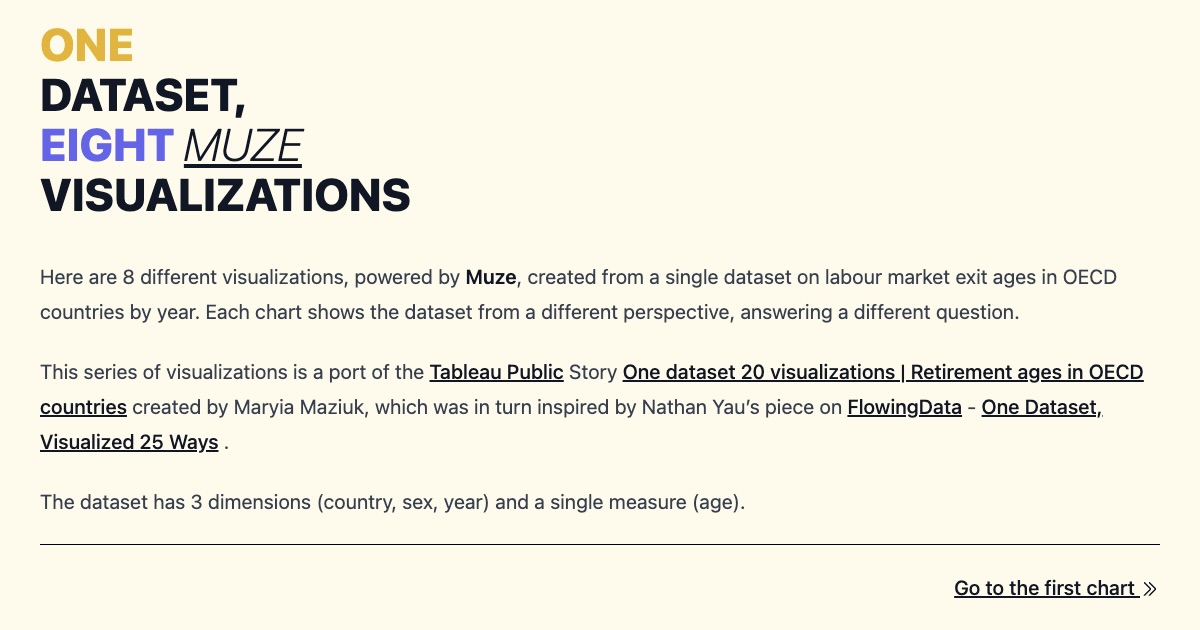 ONE
DATASET,
EIGHT MUZE
VISUALIZATIONS
Here are 8 different visualizations, powered by Muze, created from a single dataset on labour market exit ages in OECD
countries by year. Each chart shows the dataset from a different perspective, answering a different question.
This series of visualizations is a port of the Tableau Public Story One dataset 20 visualizations | Retirement ages in OECD
countries created by Maryia Maziuk, which was in turn inspired by Nathan Yau’s piece on FlowingData - One Dataset,
Visualized 25 Ways .
The dataset has 3 dimensions (country, sex, year) and a single measure (age).
Go to the first chart »